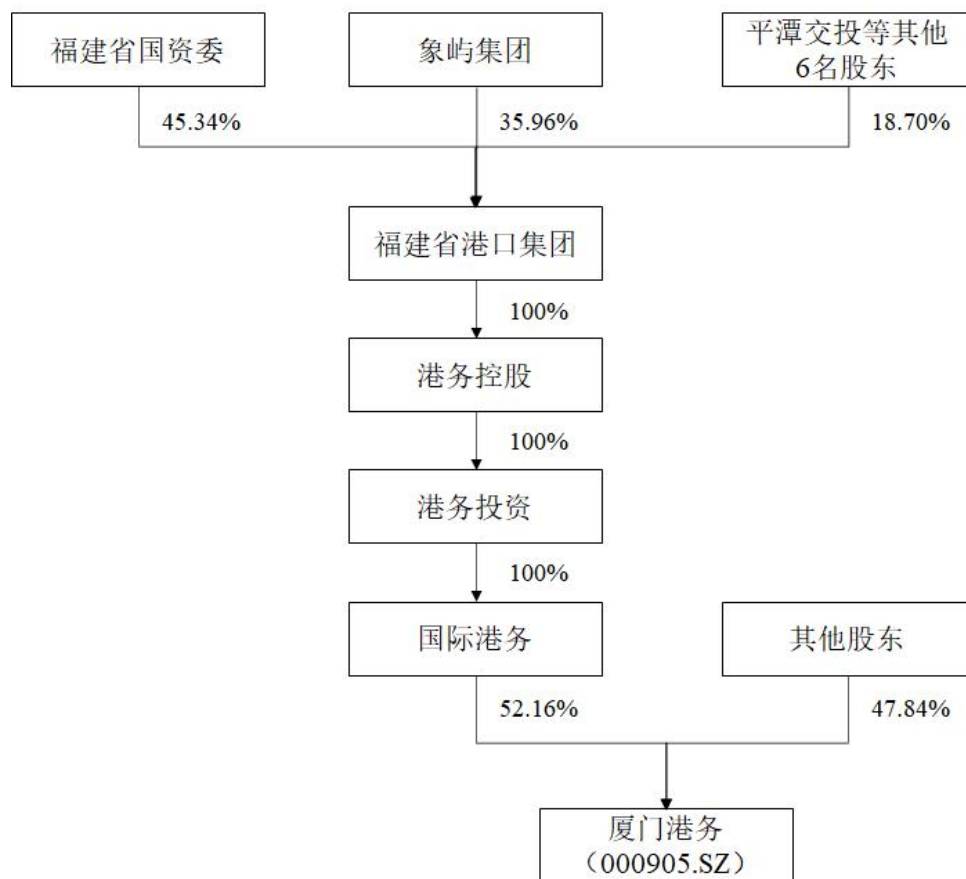 福建省国资委
象屿集团
平潭交投等其他
6名股东
45.34%
35.96%
18.70%
福建省港口集团
100%
港务控股
100%
港务投资
100%
国际港务
其他股东
52.16%
47.84%
厦门港务
（000905.SZ）